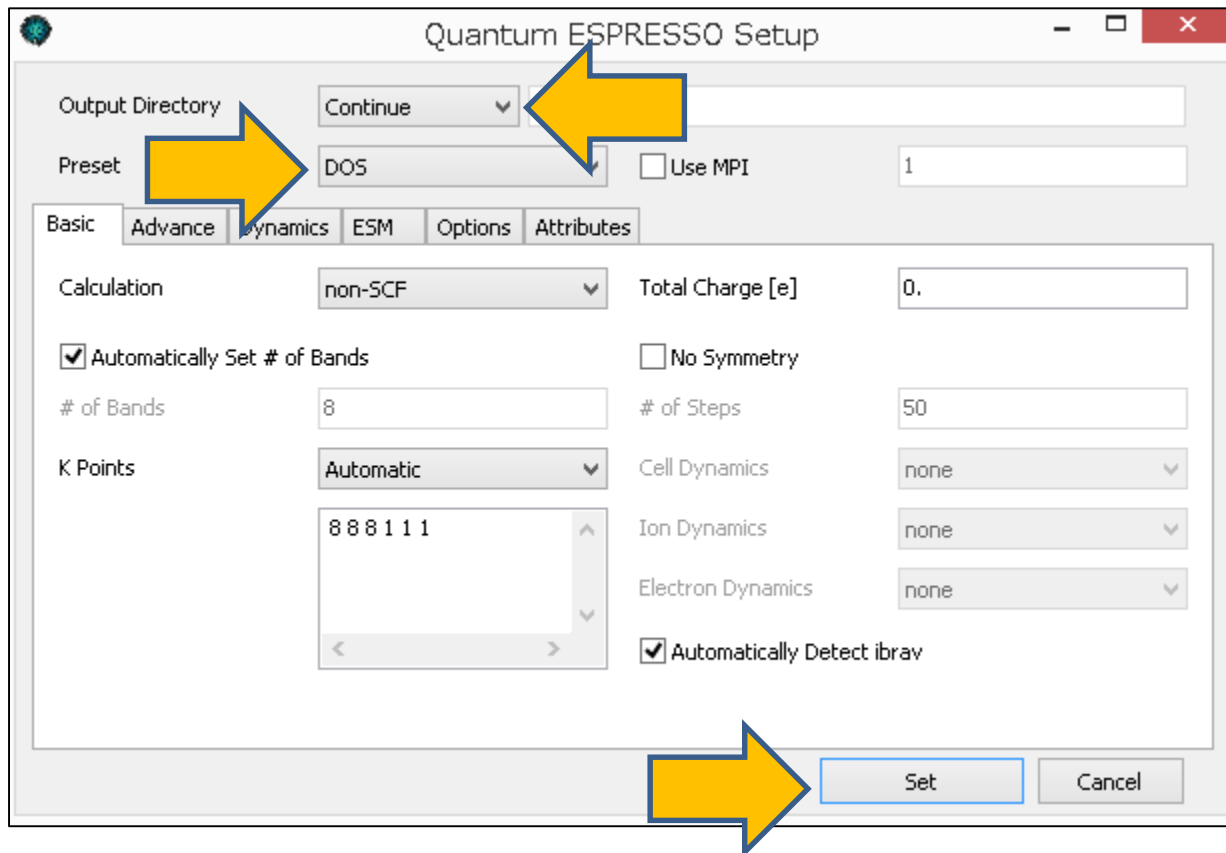 Quantum ESPRESSO Setup
Output Directory Continue
Preset DOS Use MPI 1
Basic Advance Dynamics ESM Options Attributes
Calculation non-SCF Total Charge [e] 0.
Automatically Set # of Bands No Symmetry
# of Bands 8 # of Steps 50
K Points Automatic Cell Dynamics none
8 8 8 1 1 1 Ion Dynamics none
Electron Dynamics none
Automatically Detect ibrav
Set Cancel